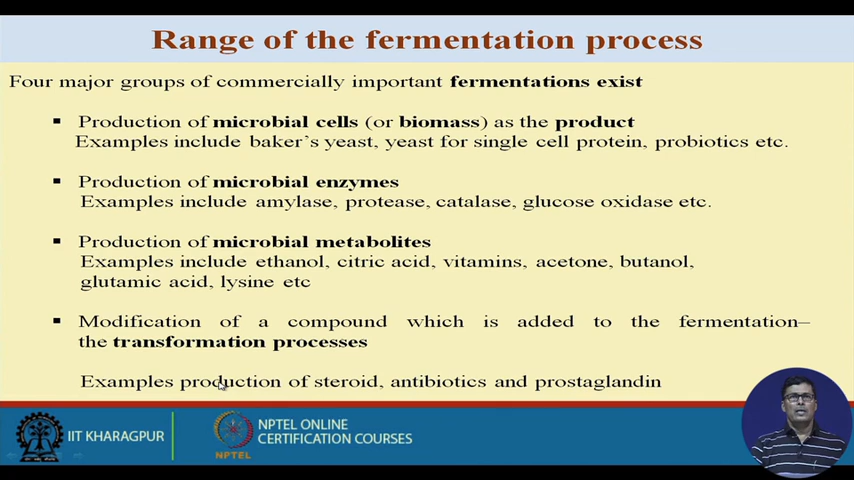 Range of the fermentation process
Four major groups of commercially important fermentations exist
▪ Production of microbial cells (or biomass) as the product
Examples include baker's yeast, yeast for single cell protein, probiotics etc.
▪ Production of microbial enzymes
Examples include amylase, protease, catalase, glucose oxidase etc.
▪ Production of microbial metabolites
Examples include ethanol, citric acid, vitamins, acetone, butanol,
glutamic acid, lysine etc
▪ Modification of a compound which is added to the fermentation–
the transformation processes
Examples production of steroid, antibiotics and prostaglandin
IIT KHARAGPUR
NPTEL
NPTEL ONLINE
CERTIFICATION COURSES